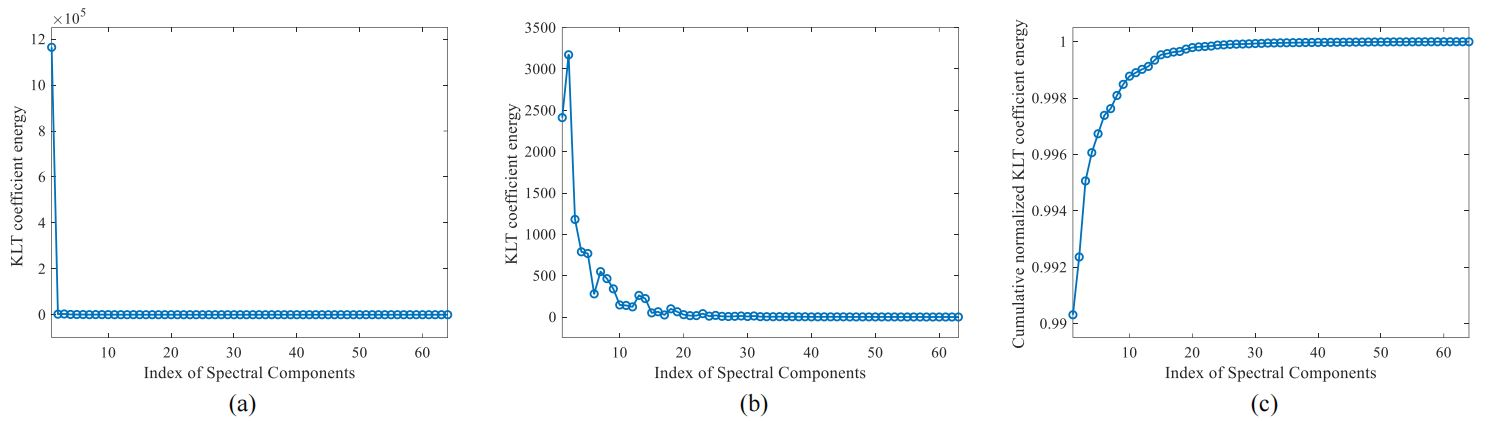 ×10⁵
12
10
8
6
4
2
0
10 20 30 40 50 60
KLT coefficient energy
Index of Spectral Components
(a)
3500
3000
2500
2000
1500
1000
500
0
10 20 30 40 50 60
KLT coefficient energy
Index of Spectral Components
(b)
1
0.998
0.996
0.994
0.992
0.99
10 20 30 40 50 60
Cumulative normalized KLT coefficient energy
Index of Spectral Components
(c)